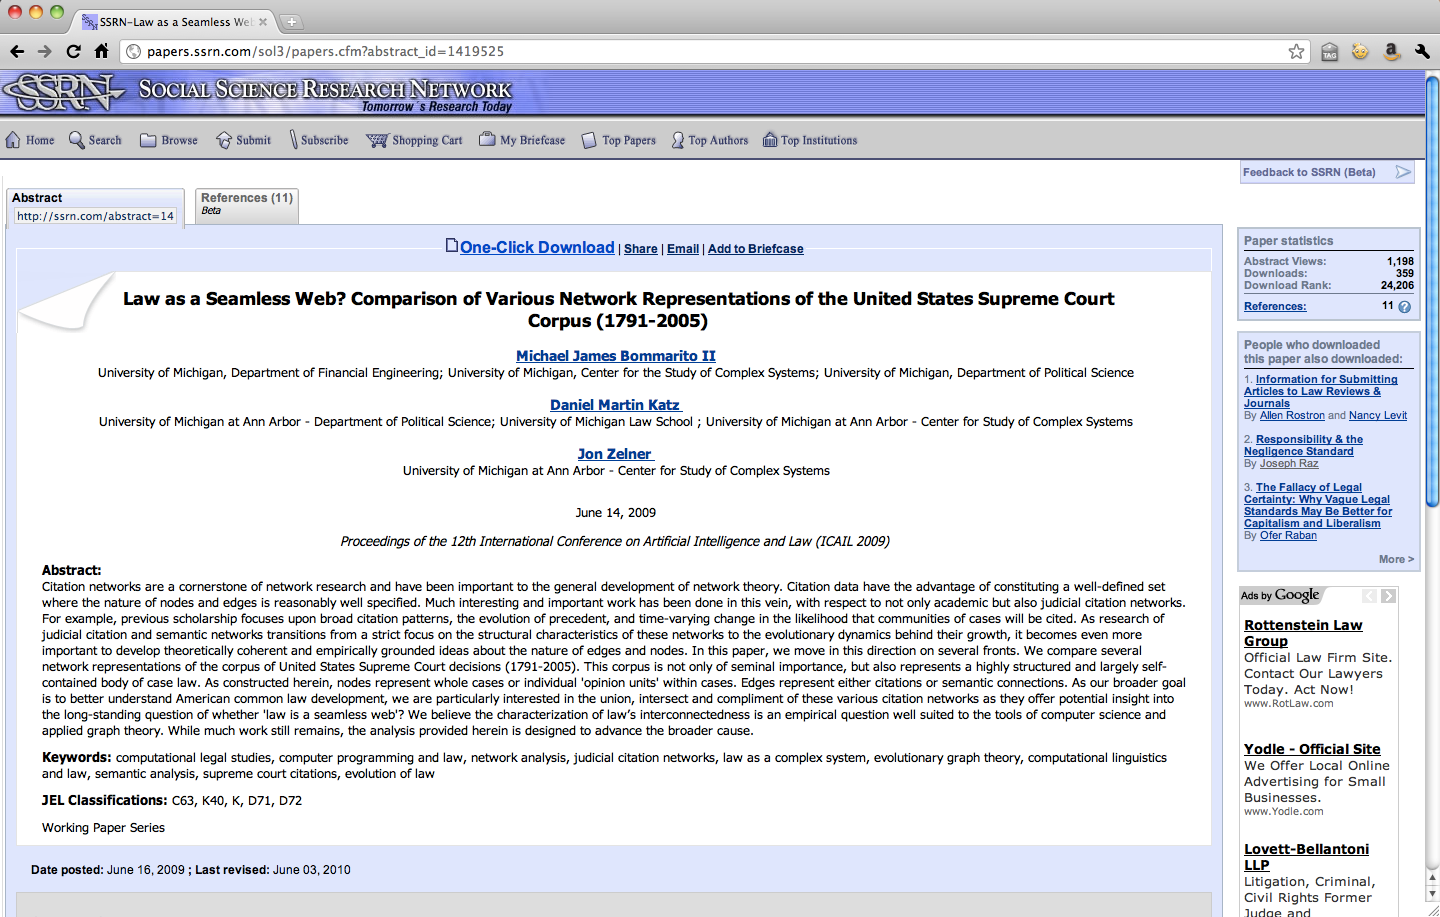 SSRN-Law as a Seamless Web
papers.ssrn.com/sol3/papers.cfm?abstract_id=1419525
TAG
SSRN Social Science Research Network
Tomorrow's Research Today
Home Search Browse Submit Subscribe Shopping Cart My Briefcase Top Papers Top Authors Top Institutions
Feedback to SSRN (Beta)
Abstract
http://ssrn.com/abstract=14
References (11)
Beta
One-Click Download | Share | Email | Add to Briefcase
Law as a Seamless Web? Comparison of Various Network Representations of the United States Supreme Court
Corpus (1791-2005)
Michael James Bommarito II
University of Michigan, Department of Financial Engineering; University of Michigan, Center for the Study of Complex Systems; University of Michigan, Department of Political Science
Daniel Martin Katz
University of Michigan at Ann Arbor - Department of Political Science; University of Michigan Law School ; University of Michigan at Ann Arbor - Center for Study of Complex Systems
Jon Zelner
University of Michigan at Ann Arbor - Center for Study of Complex Systems
June 14, 2009
Proceedings of the 12th International Conference on Artificial Intelligence and Law (ICAIL 2009)
Abstract:
Citation networks are a cornerstone of network research and have been important to the general development of network theory. Citation data have the advantage of constituting a well-defined set
where the nature of nodes and edges is reasonably well specified. Much interesting and important work has been done in this vein, with respect to not only academic but also judicial citation networks.
For example, previous scholarship focuses upon broad citation patterns, the evolution of precedent, and time-varying change in the likelihood that communities of cases will be cited. As research of
judicial citation and semantic networks transitions from a strict focus on the structural characteristics of these networks to the evolutionary dynamics behind their growth, it becomes even more
important to develop theoretically coherent and empirically grounded ideas about the nature of edges and nodes. In this paper, we move in this direction on several fronts. We compare several
network representations of the corpus of United States Supreme Court decisions (1791-2005). This corpus is not only of seminal importance, but also represents a highly structured and largely self-
contained body of case law. As constructed herein, nodes represent whole cases or individual 'opinion units' within cases. Edges represent either citations or semantic connections. As our broader goal
is to better understand American common law development, we are particularly interested in the union, intersect and compliment of these various citation networks as they offer potential insight into
the long-standing question of whether 'law is a seamless web'? We believe the characterization of law's interconnectedness is an empirical question well suited to the tools of computer science and
applied graph theory. While much work still remains, the analysis provided herein is designed to advance the broader cause.
Keywords: computational legal studies, computer programming and law, network analysis, judicial citation networks, law as a complex system, evolutionary graph theory, computational linguistics
and law, semantic analysis, supreme court citations, evolution of law
JEL Classifications: C63, K40, K, D71, D72
Working Paper Series
Date posted: June 16, 2009 ; Last revised: June 03, 2010
Paper statistics
Abstract Views: 1,198
Downloads: 359
Download Rank: 24,206
References: 11 ?
People who downloaded
this paper also downloaded:
1. Information for Submitting
Articles to Law Reviews &
Journals
By Allen Rostron and Nancy Levit
2. Responsibility & the
Negligence Standard
By Joseph Raz
3. The Fallacy of Legal
Certainty: Why Vague Legal
Standards May Be Better for
Capitalism and Liberalism
By Ofer Raban
More >
Ads by Google
Rottenstein Law
Group
Official Law Firm Site.
Contact Our Lawyers
Today. Act Now!
www.RotLaw.com
Yodle - Official Site
We Offer Local Online
Advertising for Small
Businesses.
www.Yodle.com
Lovett-Bellantoni
LLP
Litigation, Criminal,
Civil Rights Former
Judge and